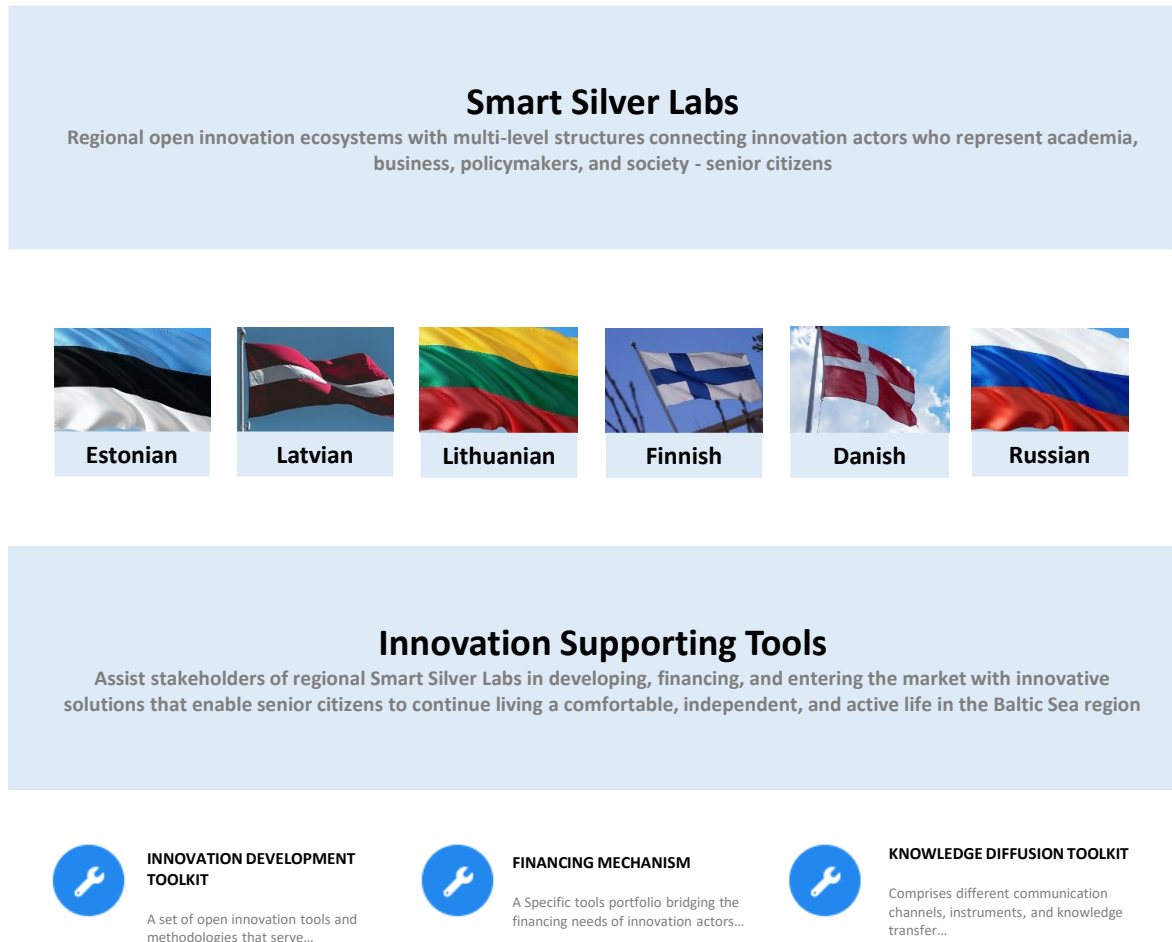 Smart Silver Labs
Regional open innovation ecosystems with multi-level structures connecting innovation actors who represent academia,
business, policymakers, and society - senior citizens
Estonian
Latvian
Lithuanian
Finnish
Danish
Russian
Innovation Supporting Tools
Assist stakeholders of regional Smart Silver Labs in developing, financing, and entering the market with innovative
solutions that enable senior citizens to continue living a comfortable, independent, and active life in the Baltic Sea region
INNOVATION DEVELOPMENT
TOOLKIT
A set of open innovation tools and
methodologies that serve…
FINANCING MECHANISM
A Specific tools portfolio bridging the
financing needs of innovation actors…
KNOWLEDGE DIFFUSION TOOLKIT
Comprises different communication
channels, instruments, and knowledge
transfer…